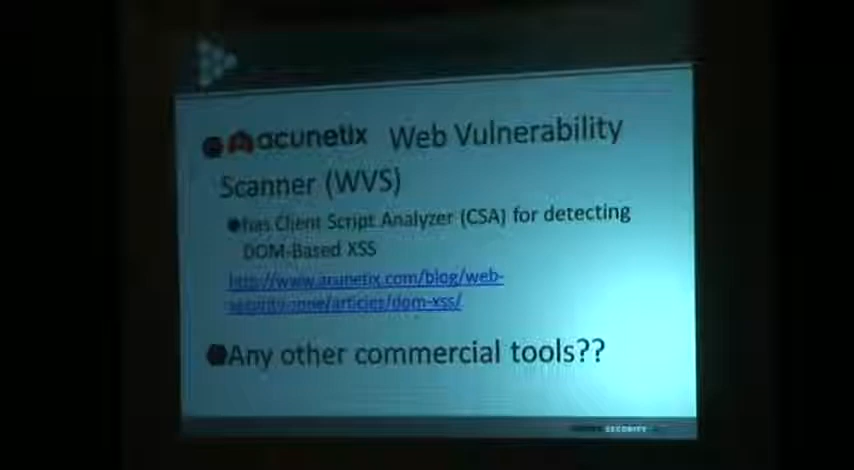 acunetix Web Vulnerability
Scanner (WVS)
has Client Script Analyzer (CSA) for detecting
DOM-Based XSS
http://www.acunetix.com/blog/web-
security-zone/articles/dom-xss/
Any other commercial tools??
SECURITY